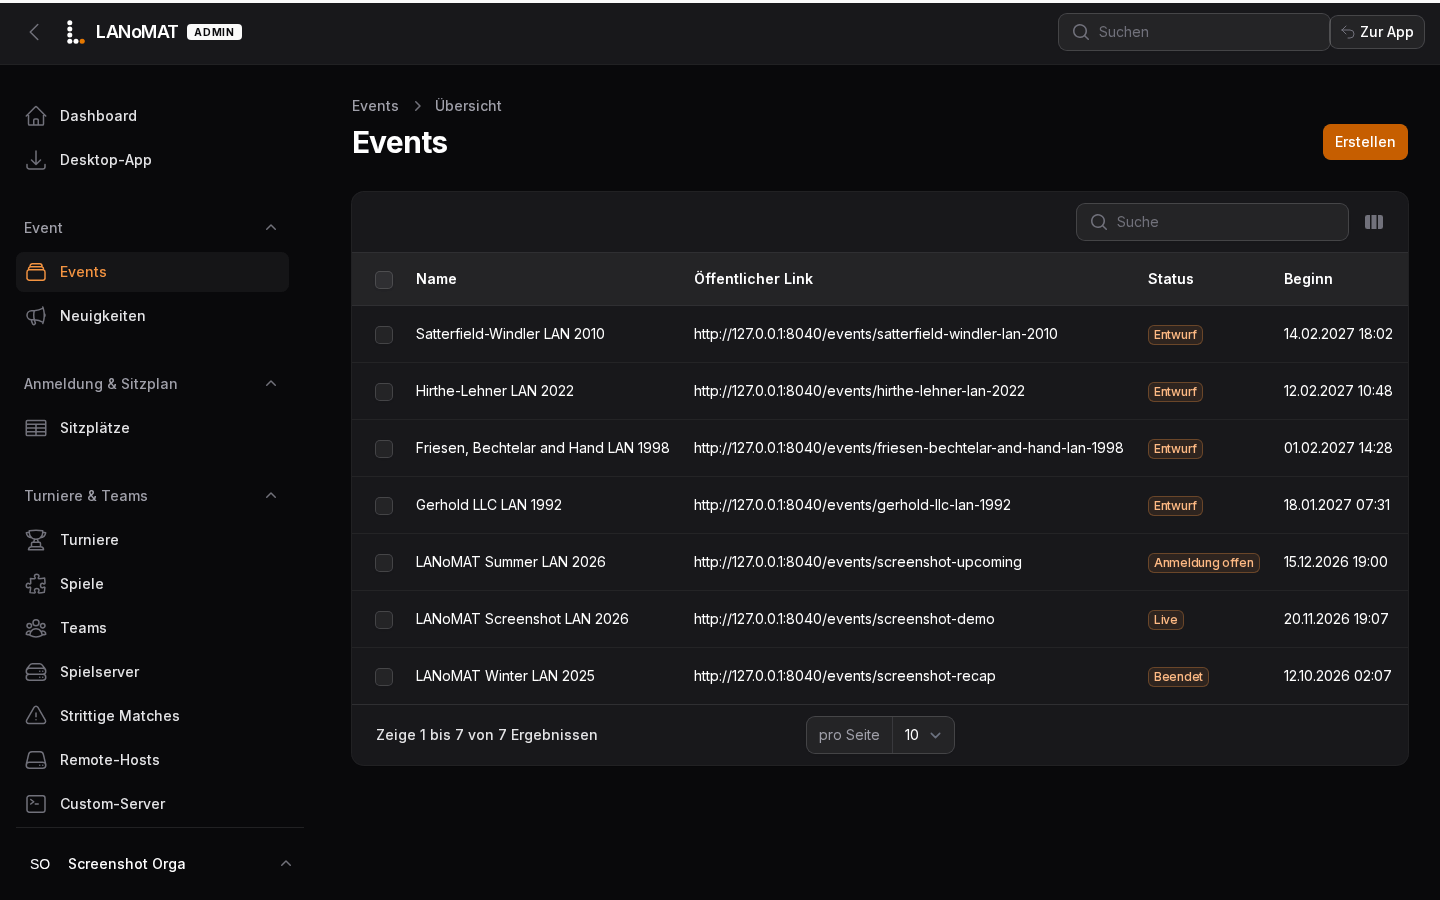 LANoMAT ADMIN
Suchen
Zur App
Dashboard
Desktop-App
Event
Events
Neuigkeiten
Anmeldung & Sitzplan
Sitzplätze
Turniere & Teams
Turniere
Spiele
Teams
Spielserver
Strittige Matches
Remote-Hosts
Custom-Server
SO Screenshot Orga
Events Übersicht
Events
Erstellen
Suche
Name Öffentlicher Link Status Beginn
Satterfield-Windler LAN 2010 http://127.0.0.1:8040/events/satterfield-windler-lan-2010 Entwurf 14.02.2027 18:02
Hirthe-Lehner LAN 2022 http://127.0.0.1:8040/events/hirthe-lehner-lan-2022 Entwurf 12.02.2027 10:48
Friesen, Bechtelar and Hand LAN 1998 http://127.0.0.1:8040/events/friesen-bechtelar-and-hand-lan-1998 Entwurf 01.02.2027 14:28
Gerhold LLC LAN 1992 http://127.0.0.1:8040/events/gerhold-llc-lan-1992 Entwurf 18.01.2027 07:31
LANoMAT Summer LAN 2026 http://127.0.0.1:8040/events/screenshot-upcoming Anmeldung offen 15.12.2026 19:00
LANoMAT Screenshot LAN 2026 http://127.0.0.1:8040/events/screenshot-demo Live 20.11.2026 19:07
LANoMAT Winter LAN 2025 http://127.0.0.1:8040/events/screenshot-recap Beendet 12.10.2026 02:07
Zeige 1 bis 7 von 7 Ergebnissen
pro Seite 10